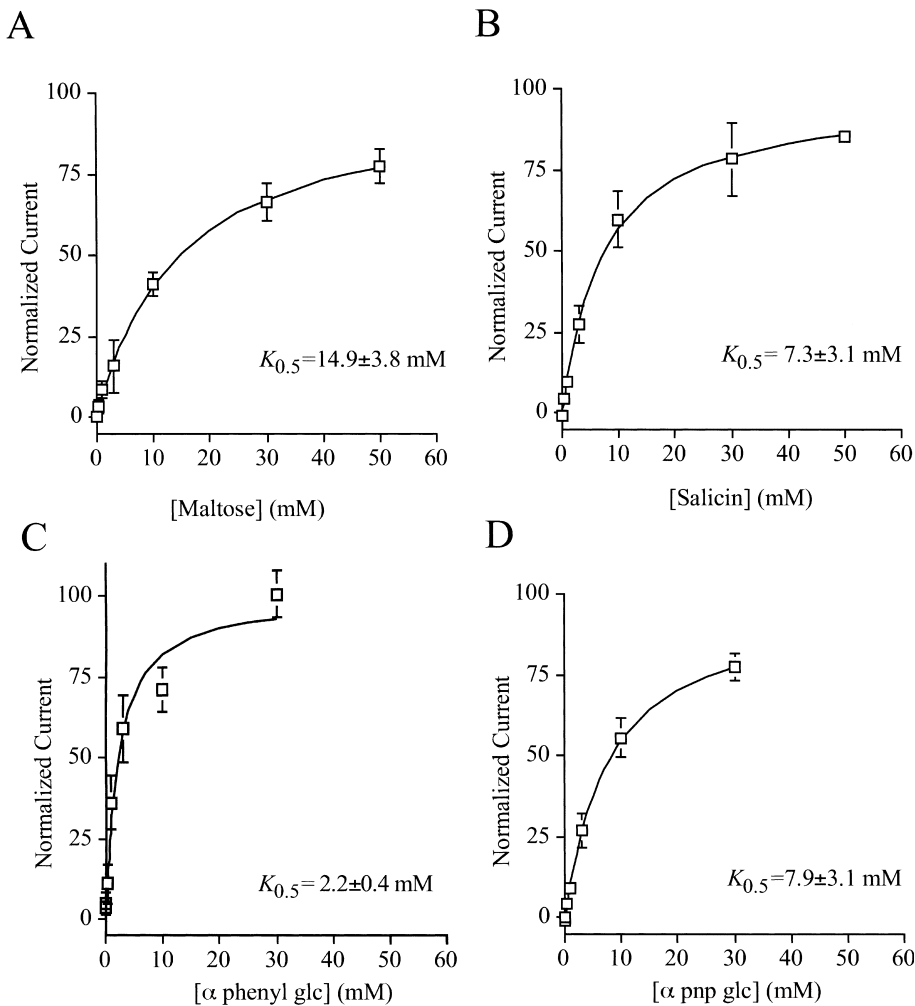 A
100
75
50
25
0
Normalized Current
K0.5=14.9±3.8 mM
0 10 20 30 40 50 60
[Maltose] (mM)
B
100
75
50
25
0
Normalized Current
K0.5= 7.3±3.1 mM
0 10 20 30 40 50 60
[Salicin] (mM)
C
100
75
50
25
0
Normalized Current
K0.5= 2.2±0.4 mM
0 10 20 30 40 50 60
[α phenyl glc] (mM)
D
100
75
50
25
0
Normalized Current
K0.5=7.9±3.1 mM
0 10 20 30 40 50 60
[α pnp glc] (mM)